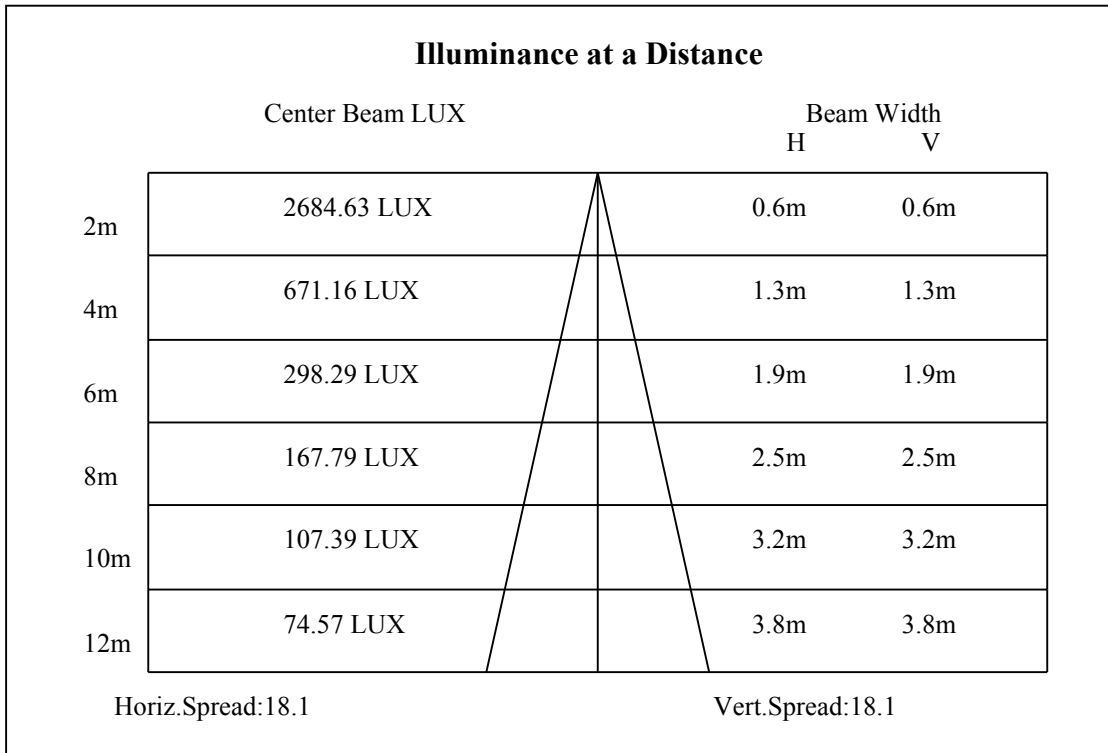 Illuminance at a Distance
Center Beam LUX Beam Width
H V
2m 2684.63 LUX 0.6m 0.6m
4m 671.16 LUX 1.3m 1.3m
6m 298.29 LUX 1.9m 1.9m
8m 167.79 LUX 2.5m 2.5m
10m 107.39 LUX 3.2m 3.2m
12m 74.57 LUX 3.8m 3.8m
Horiz.Spread:18.1 Vert.Spread:18.1